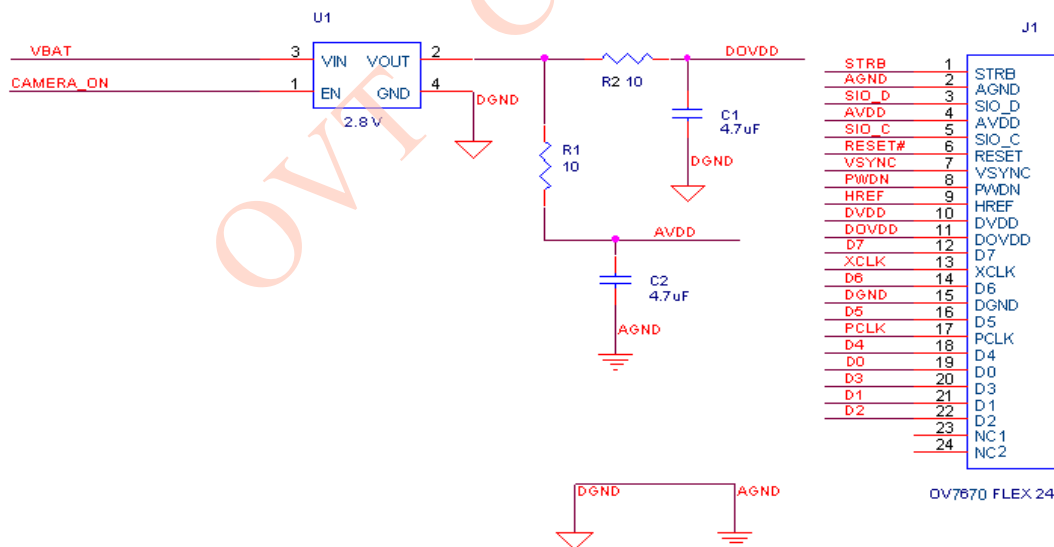 U1
VBAT 3 VIN VOUT 2
CAMERA_ON 1 EN GND 4
2.8 V
DGND
R2 10
DOVDD
C1
4.7uF
DGND
R1
10
AVDD
C2
4.7uF
AGND
DGND AGND
OVT C
J1
STRB 1 STRB
AGND 2 AGND
SIO_D 3 SIO_D
AVDD 4 AVDD
SIO_C 5 SIO_C
RESET# 6 RESET
VSYNC 7 VSYNC
PWDN 8 PWDN
HREF 9 HREF
DVDD 10 DVDD
DOVDD 11 DOVDD
D7 12 D7
XCLK 13 XCLK
D6 14 D6
DGND 15 DGND
D5 16 D5
PCLK 17 PCLK
D4 18 D4
D0 19 D0
D3 20 D3
D1 21 D1
D2 22 D2
23 NC1
24 NC2
OV7670 FLEX 24